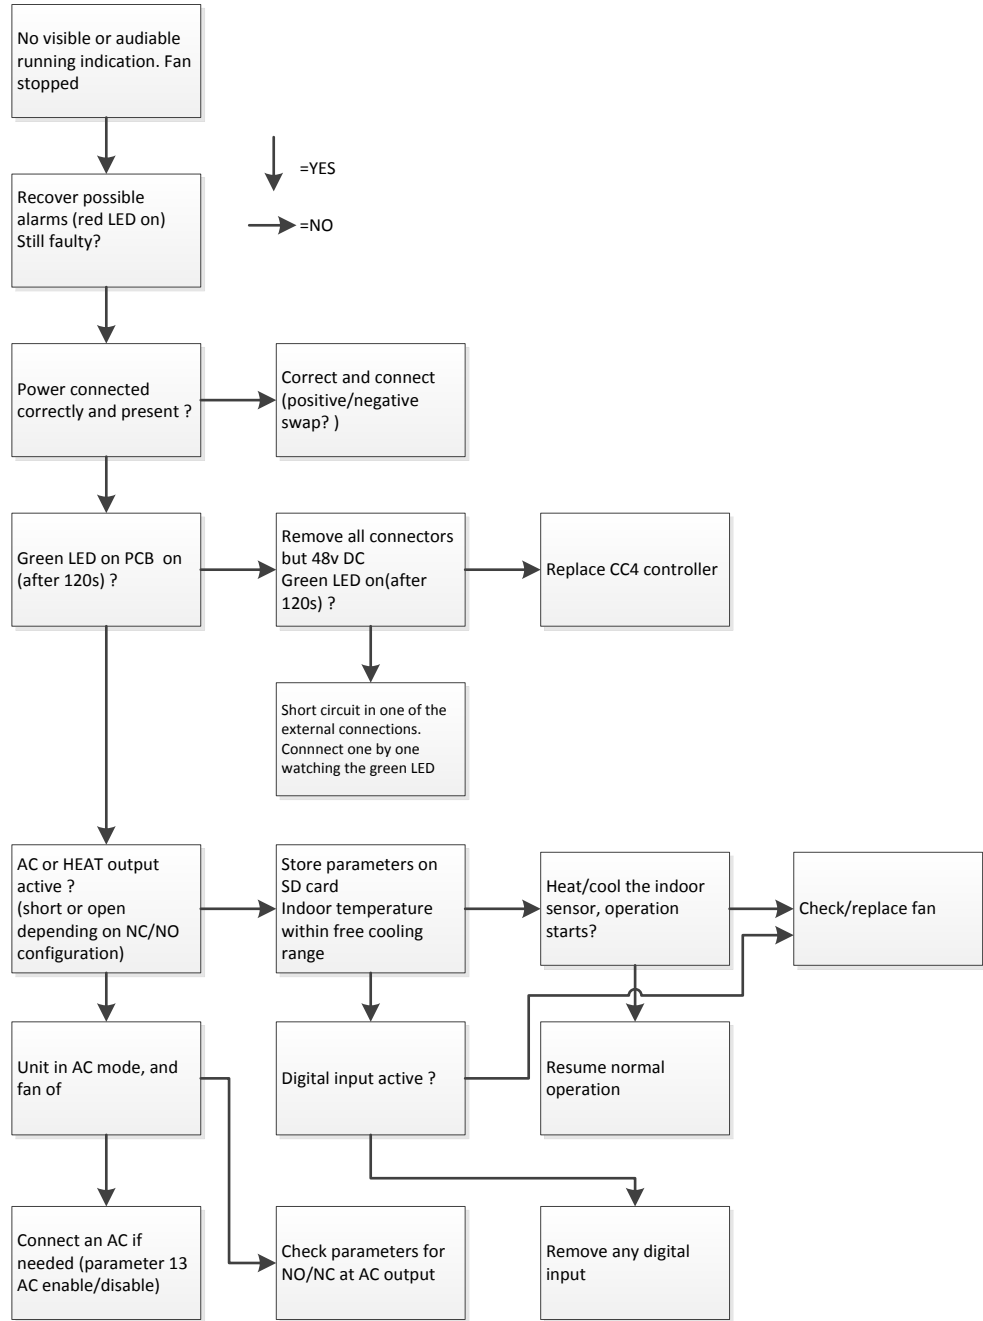 No visible or audiable
running indication. Fan
stopped
=YES
Recover possible
alarms (red LED on)
Still faulty?
=NO
Power connected
correctly and present ?
Correct and connect
(positive/negative
swap? )
Green LED on PCB  on
(after 120s) ?
Remove all connectors
but 48v DC
Green LED on(after
120s) ?
Replace CC4 controller
Short circuit in one of the
external connections.
Connnect one by one
watching the green LED
AC or HEAT output
active ?
(short or open
depending on NC/NO
configuration)
Store parameters on
SD card
Indoor temperature
within free cooling
range
Heat/cool the indoor
sensor, operation
starts?
Check/replace fan
Unit in AC mode, and
fan of
Digital input active ?
Resume normal
operation
Connect an AC if
needed (parameter 13
AC enable/disable)
Check parameters for
NO/NC at AC output
Remove any digital
input